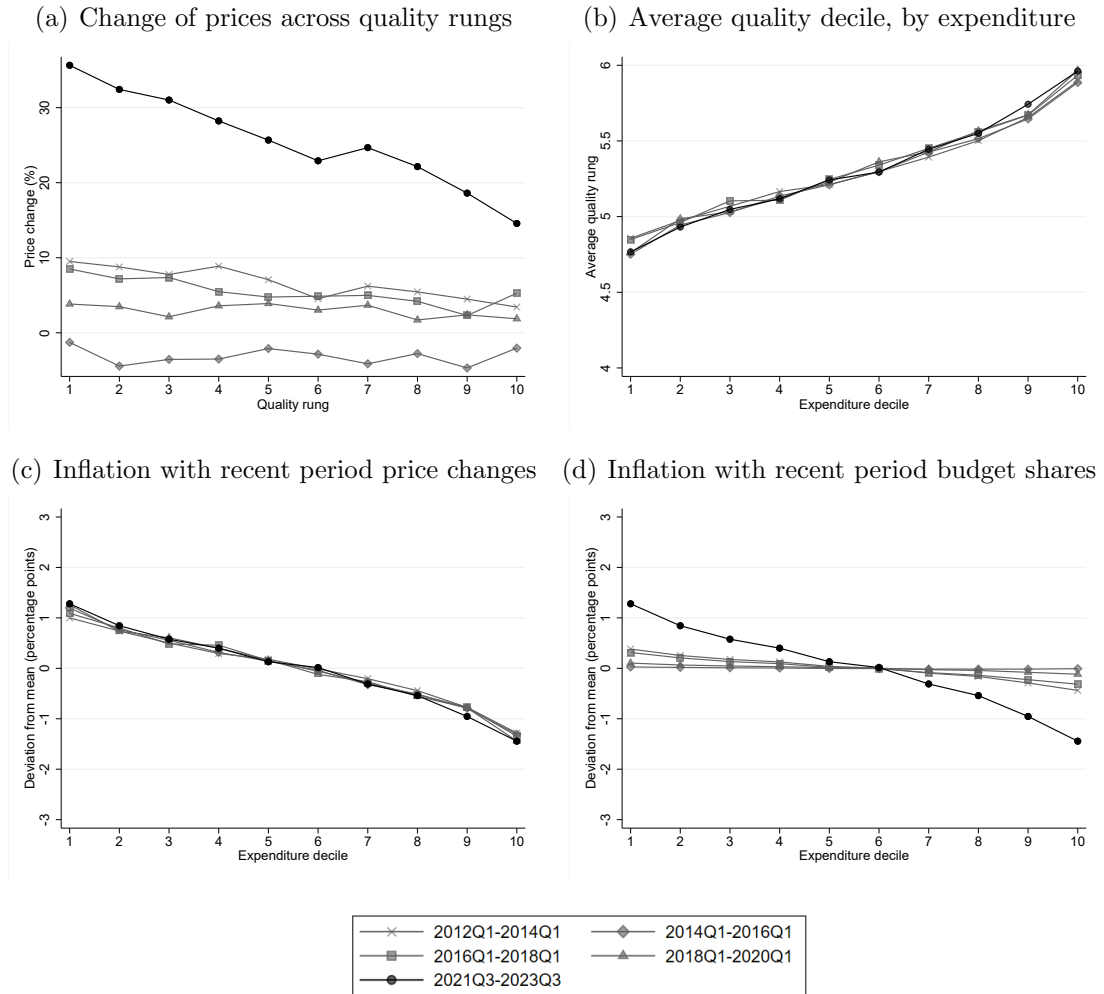 (a) Change of prices across quality rungs
Price change (%)
30
20
10
0
1 2 3 4 5 6 7 8 9 10
Quality rung
(b) Average quality decile, by expenditure
Average quality rung
6
5.5
5
4.5
4
1 2 3 4 5 6 7 8 9 10
Expenditure decile
(c) Inflation with recent period price changes
Deviation from mean (percentage points)
3
2
1
0
-1
-2
-3
1 2 3 4 5 6 7 8 9 10
Expenditure decile
(d) Inflation with recent period budget shares
Deviation from mean (percentage points)
3
2
1
0
-1
-2
-3
1 2 3 4 5 6 7 8 9 10
Expenditure decile
2012Q1-2014Q1 2014Q1-2016Q1
2016Q1-2018Q1 2018Q1-2020Q1
2021Q3-2023Q3